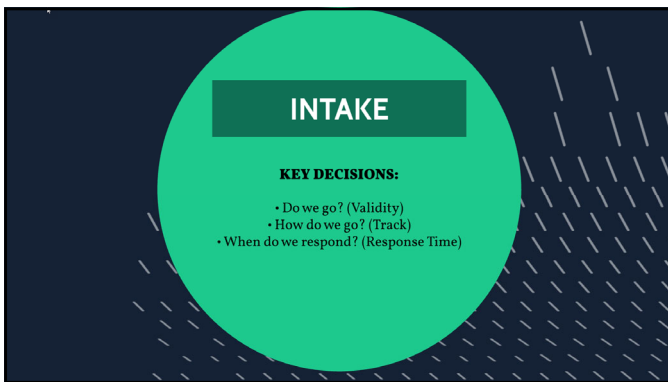 INTAKE
KEY DECISIONS:
• Do we go? (Validity)
• How do we go? (Track)
• When do we respond? (Response Time)